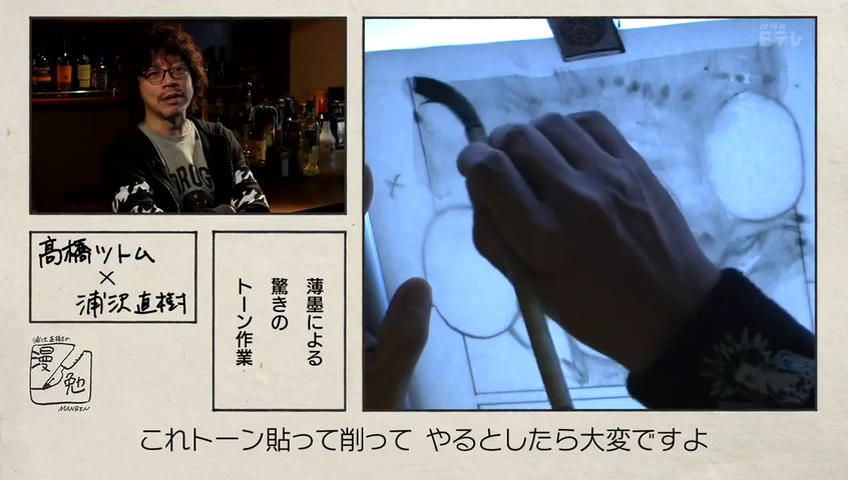 NHK
Eテレ
DRUG
髙橋ツトム
×
浦沢直樹
薄墨による
驚きの
トーン作業
浦沢直樹の
漫
勉
MANBEN
これトーン貼って削って やるとしたら大変ですよ